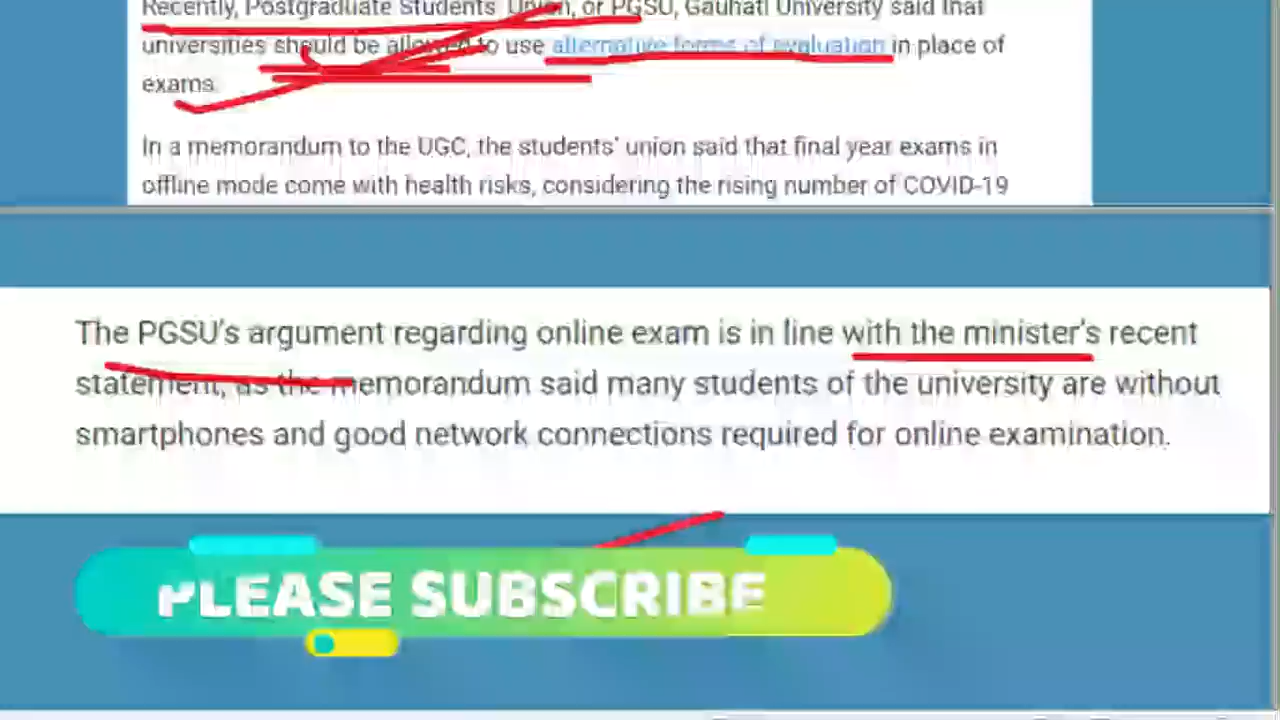 Recently, Postgraduate Students' Union, or PGSU, Gauhati University said that
universities should be allowed to use alternative forms of evaluation in place of
exams.
In a memorandum to the UGC, the students' union said that final year exams in
offline mode come with health risks, considering the rising number of COVID-19
The PGSU's argument regarding online exam is in line with the minister's recent
statement, as the memorandum said many students of the university are without
smartphones and good network connections required for online examination.
PLEASE SUBSCRIBE